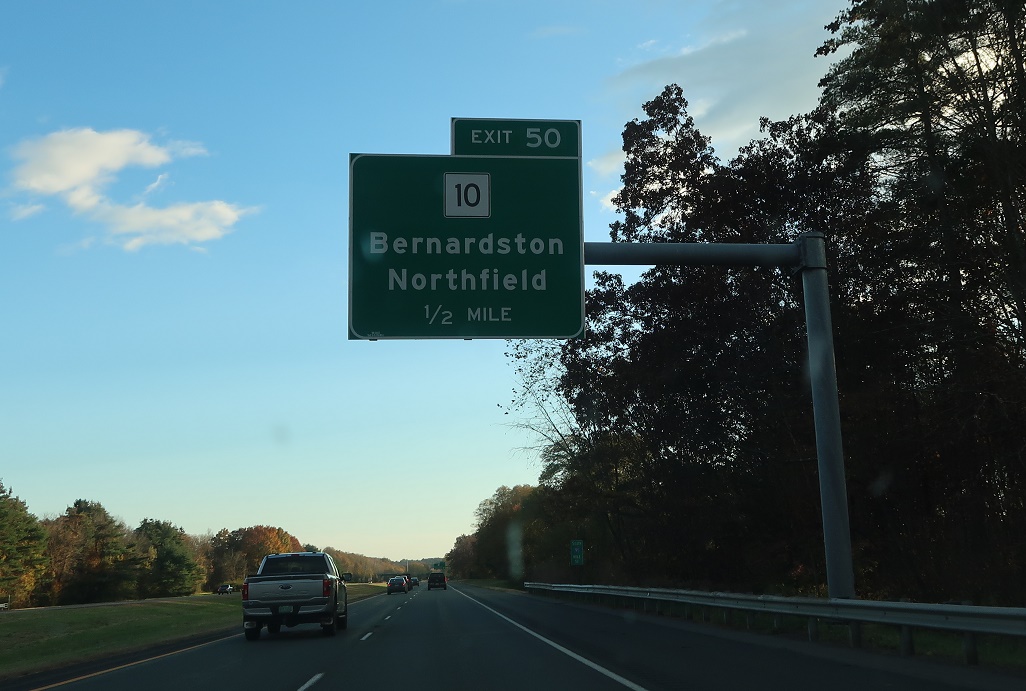 EXIT 50
10
Bernardston
Northfield
1/2 MILE